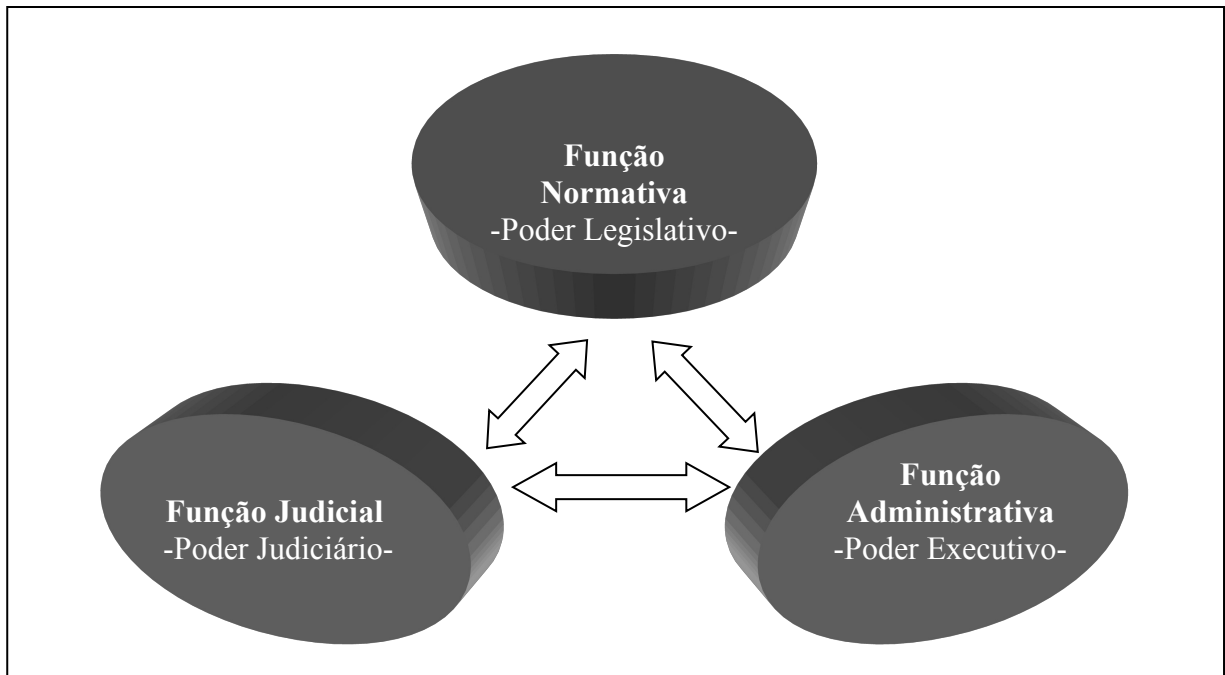 Função
Normativa
-Poder Legislativo-
Função Judicial
-Poder Judiciário-
Função
Administrativa
-Poder Executivo-